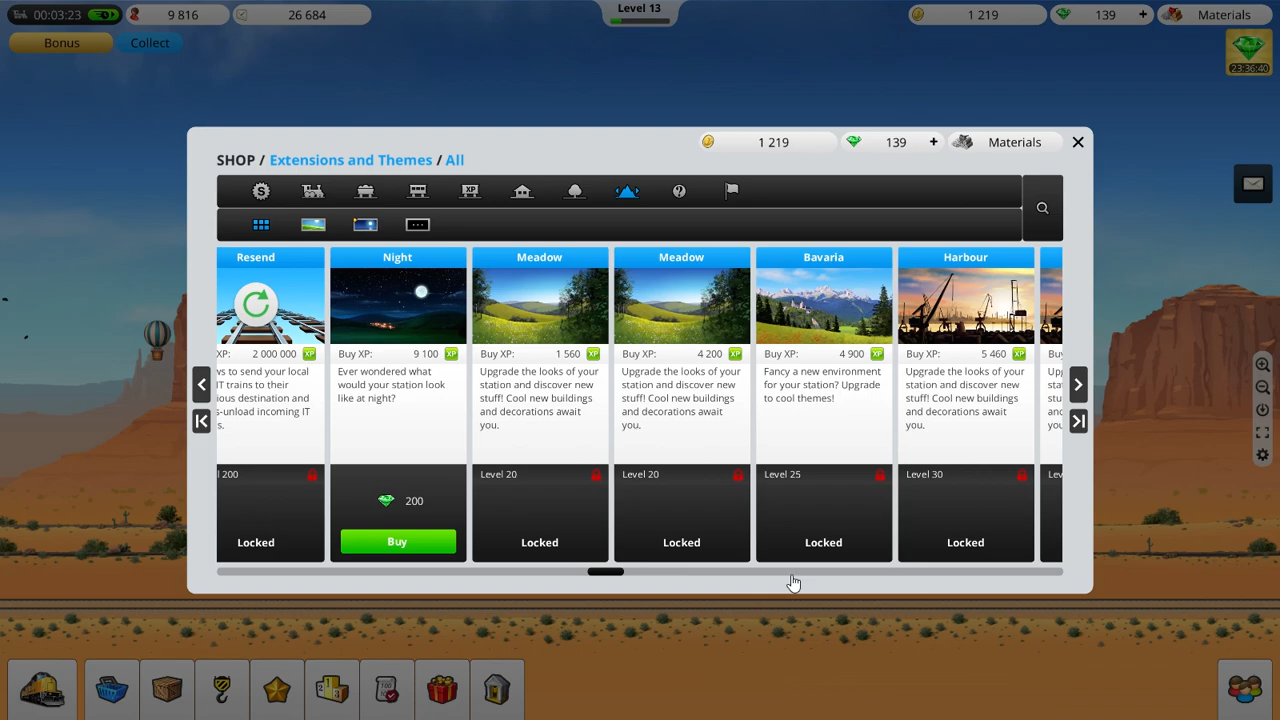 00:03:23
9 816
26 684
Level 13
1 219
139
+
Materials
Bonus
Collect
23:36:40
1 219
139
+
Materials
SHOP / Extensions and Themes / All
XP
Resend
XP: 2 000 000 XP
ws to send your local
IT trains to their
ious destination and
s-unload incoming IT
l 200
Locked
Night
Buy XP: 9 100 XP
Ever wondered what
would your station look
like at night?
200
Buy
Meadow
Buy XP: 1 560 XP
Upgrade the looks of your
station and discover new
stuff! Cool new buildings
and decorations await
you.
Level 20
Locked
Meadow
Buy XP: 4 200 XP
Upgrade the looks of your
station and discover new
stuff! Cool new buildings
and decorations await
you.
Level 20
Locked
Bavaria
Buy XP: 4 900 XP
Fancy a new environment
for your station? Upgrade
to cool themes!
Level 25
Locked
Harbour
Buy XP: 5 460 XP
Upgrade the looks of your
station and discover new
stuff! Cool new buildings
and decorations await
you.
Level 30
Locked